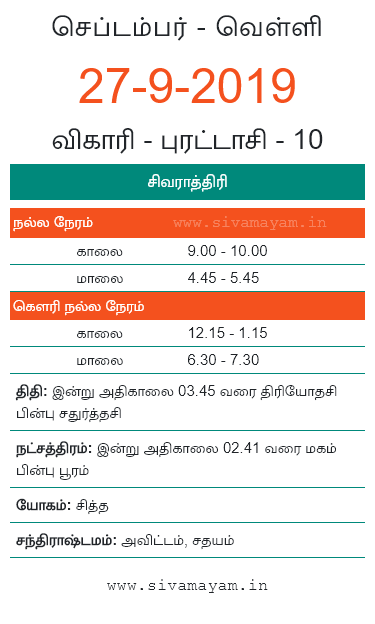 செப்டம்பர் - வெள்ளி
27-9-2019
விகாரி - புரட்டாசி - 10
சிவராத்திரி
நல்ல நேரம் www.sivamayam.in
காலை 9.00 - 10.00
மாலை 4.45 - 5.45
கௌரி நல்ல நேரம்
காலை 12.15 - 1.15
மாலை 6.30 - 7.30
திதி: இன்று அதிகாலை 03.45 வரை திரியோதசி
பின்பு சதுர்த்தசி
நட்சத்திரம்: இன்று அதிகாலை 02.41 வரை மகம்
பின்பு பூரம்
யோகம்: சித்த
சந்திராஷ்டமம்: அவிட்டம், சதயம்
www.sivamayam.in